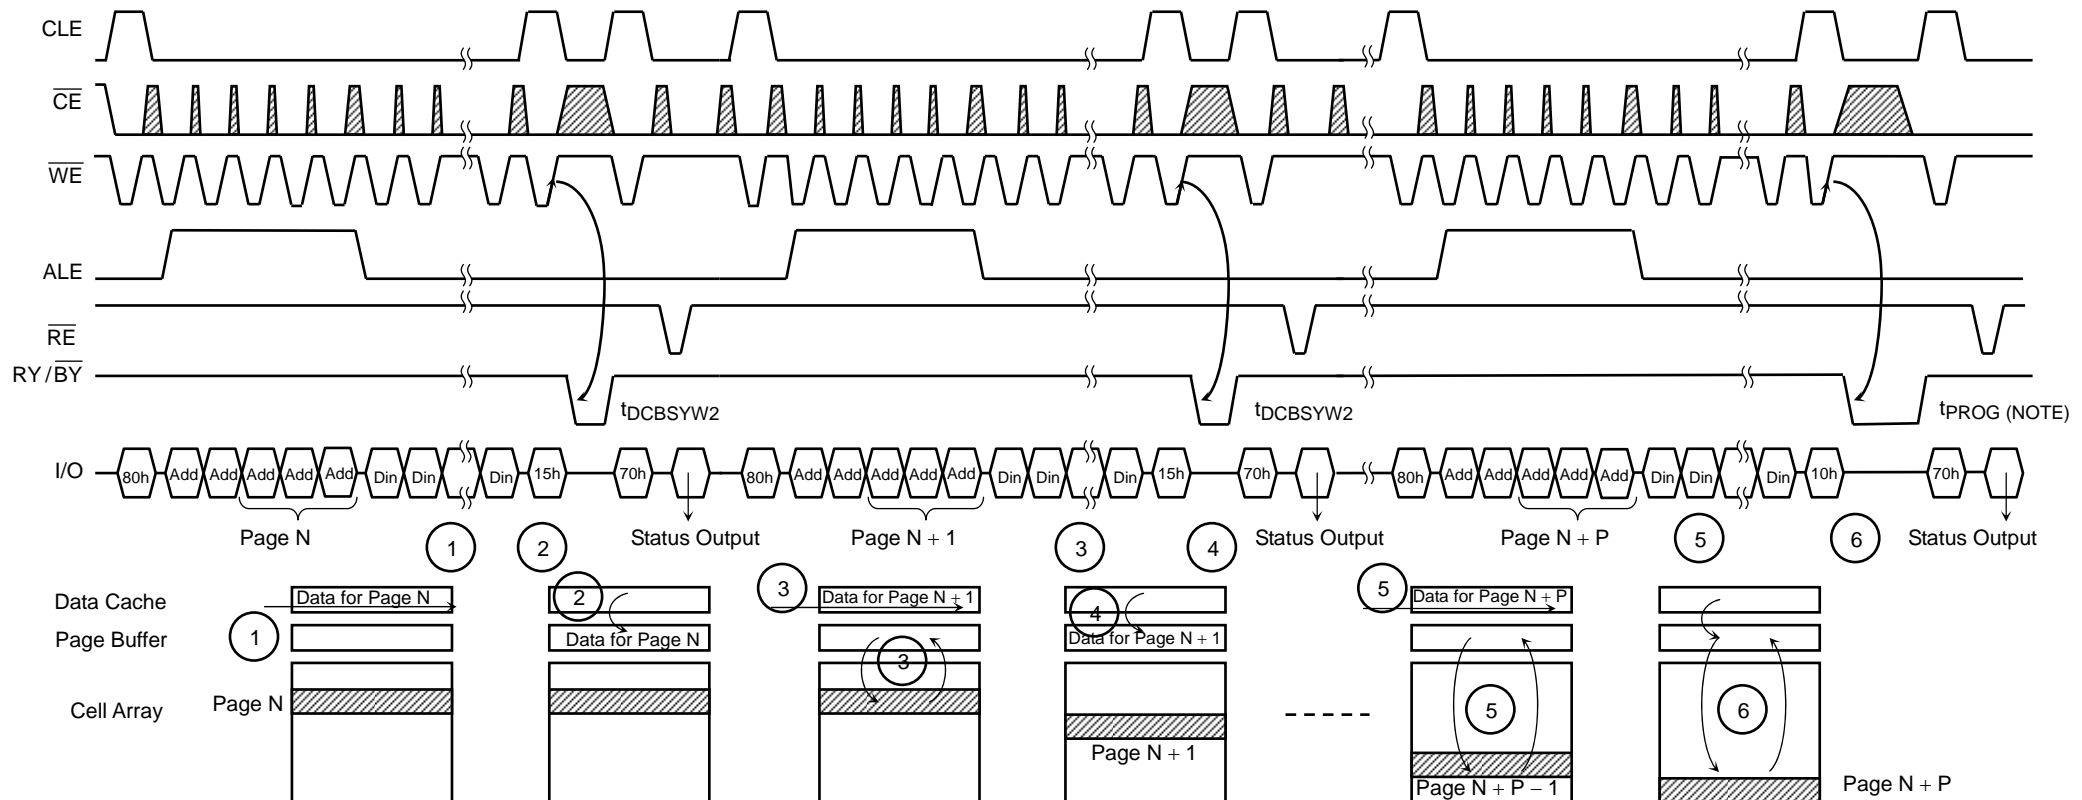 CLE
CE
WE
ALE
RE
RY/BY
tDCBSYW2 tDCBSYW2 tPROG (NOTE)
I/O 80h Add Add Add Add Add Din Din Din 15h 70h 80h Add Add Add Add Add Din Din Din 15h 70h 80h Add Add Add Add Add Din Din Din 10h 70h
Page N 1 2 Status Output Page N + 1 3 4 Status Output Page N + P 5 6 Status Output
Data Cache Data for Page N 2 3 Data for Page N + 1 4 5 Data for Page N + P
Page Buffer 1 Data for Page N 3 Data for Page N + 1
Cell Array Page N Page N + 1 5 Page N + P − 1 6 Page N + P